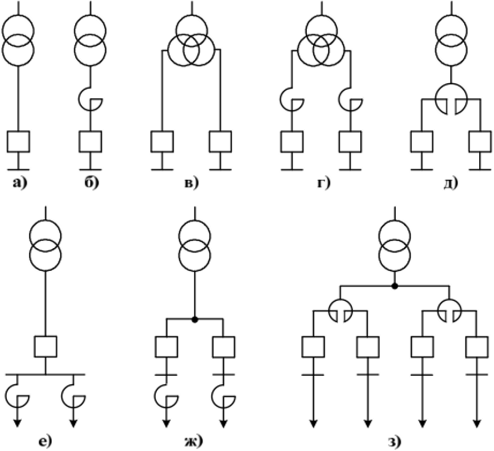 а) б) в) г) д)
е) ж) з)